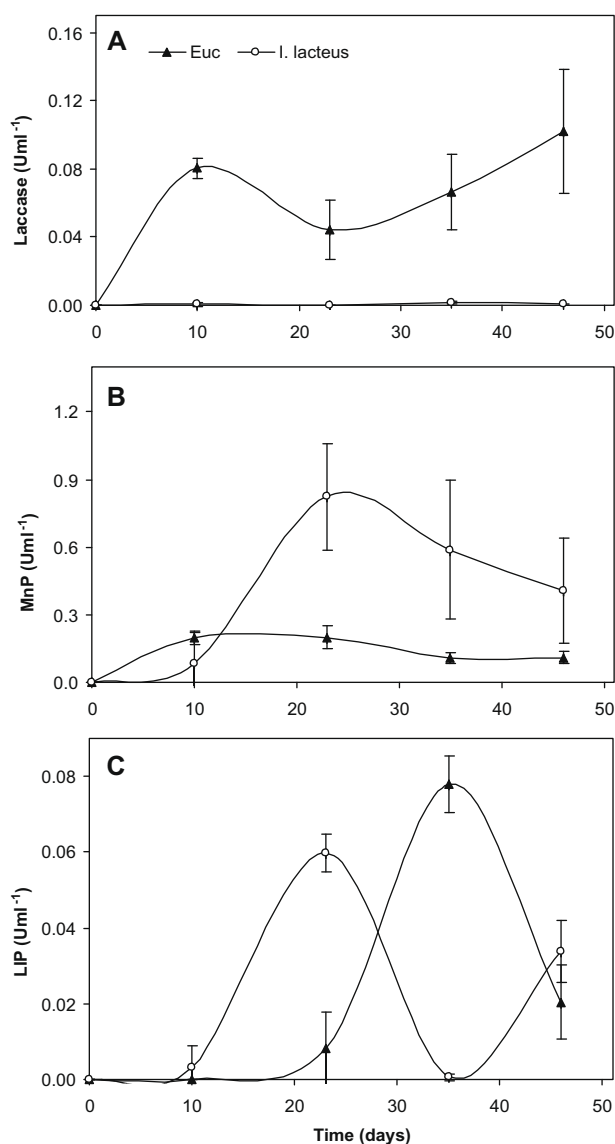 A
Euc
I. lacteus
Laccase (Uml⁻¹)
0.16
0.12
0.08
0.04
0.00
0 10 20 30 40 50
B
MnP (Uml⁻¹)
1.2
0.9
0.6
0.3
0.0
0 10 20 30 40 50
C
LIP (Uml⁻¹)
0.08
0.06
0.04
0.02
0.00
0 10 20 30 40 50
Time (days)